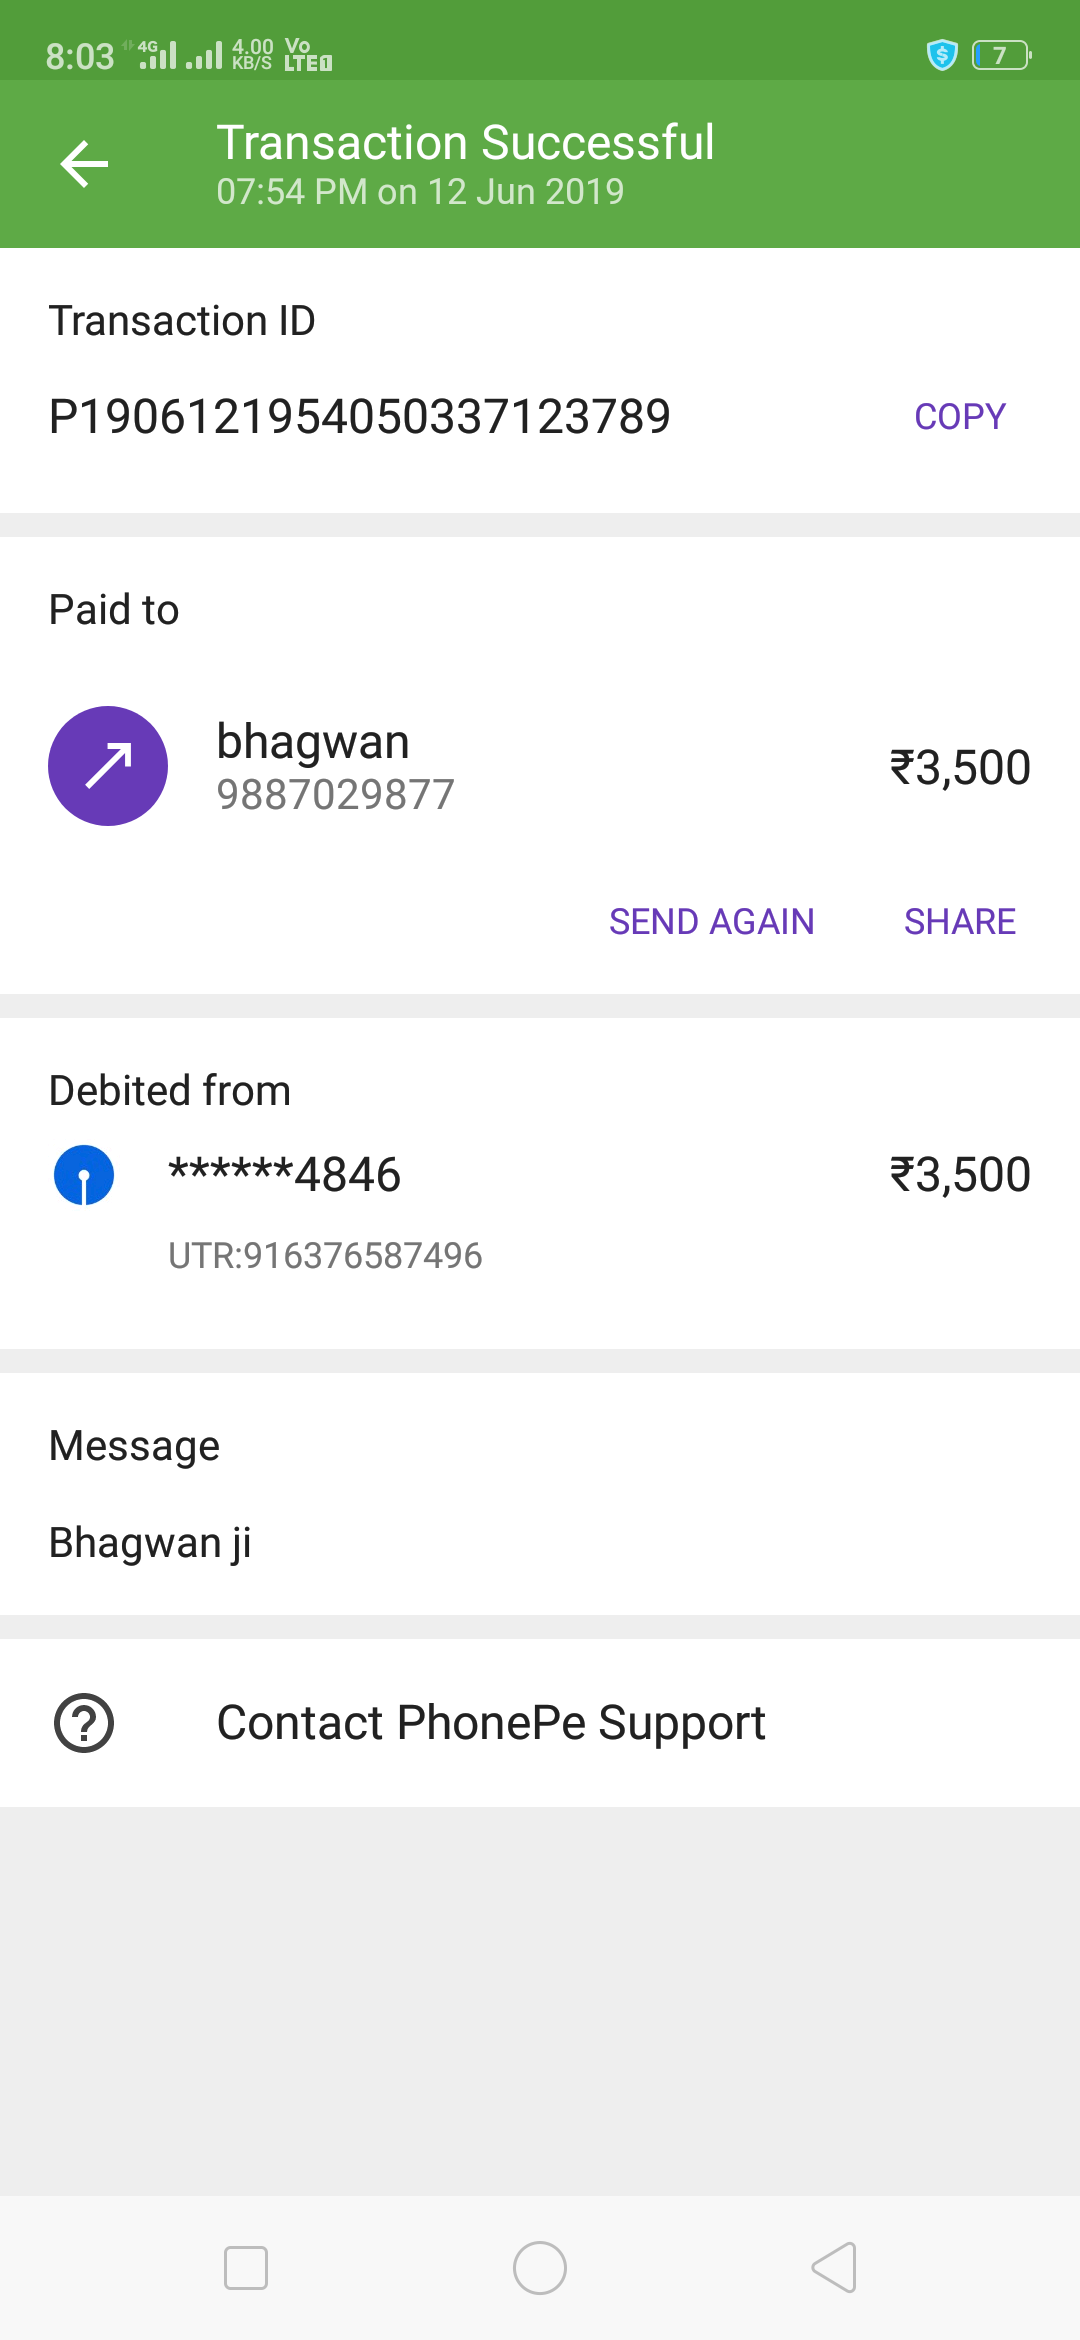 8:03 4G 4.00 KB/S Vo LTE1 7
Transaction Successful
07:54 PM on 12 Jun 2019
Transaction ID
P1906121954050337123789 COPY
Paid to
bhagwan
9887029877
₹3,500
SEND AGAIN SHARE
Debited from
******4846 ₹3,500
UTR:916376587496
Message
Bhagwan ji
Contact PhonePe Support